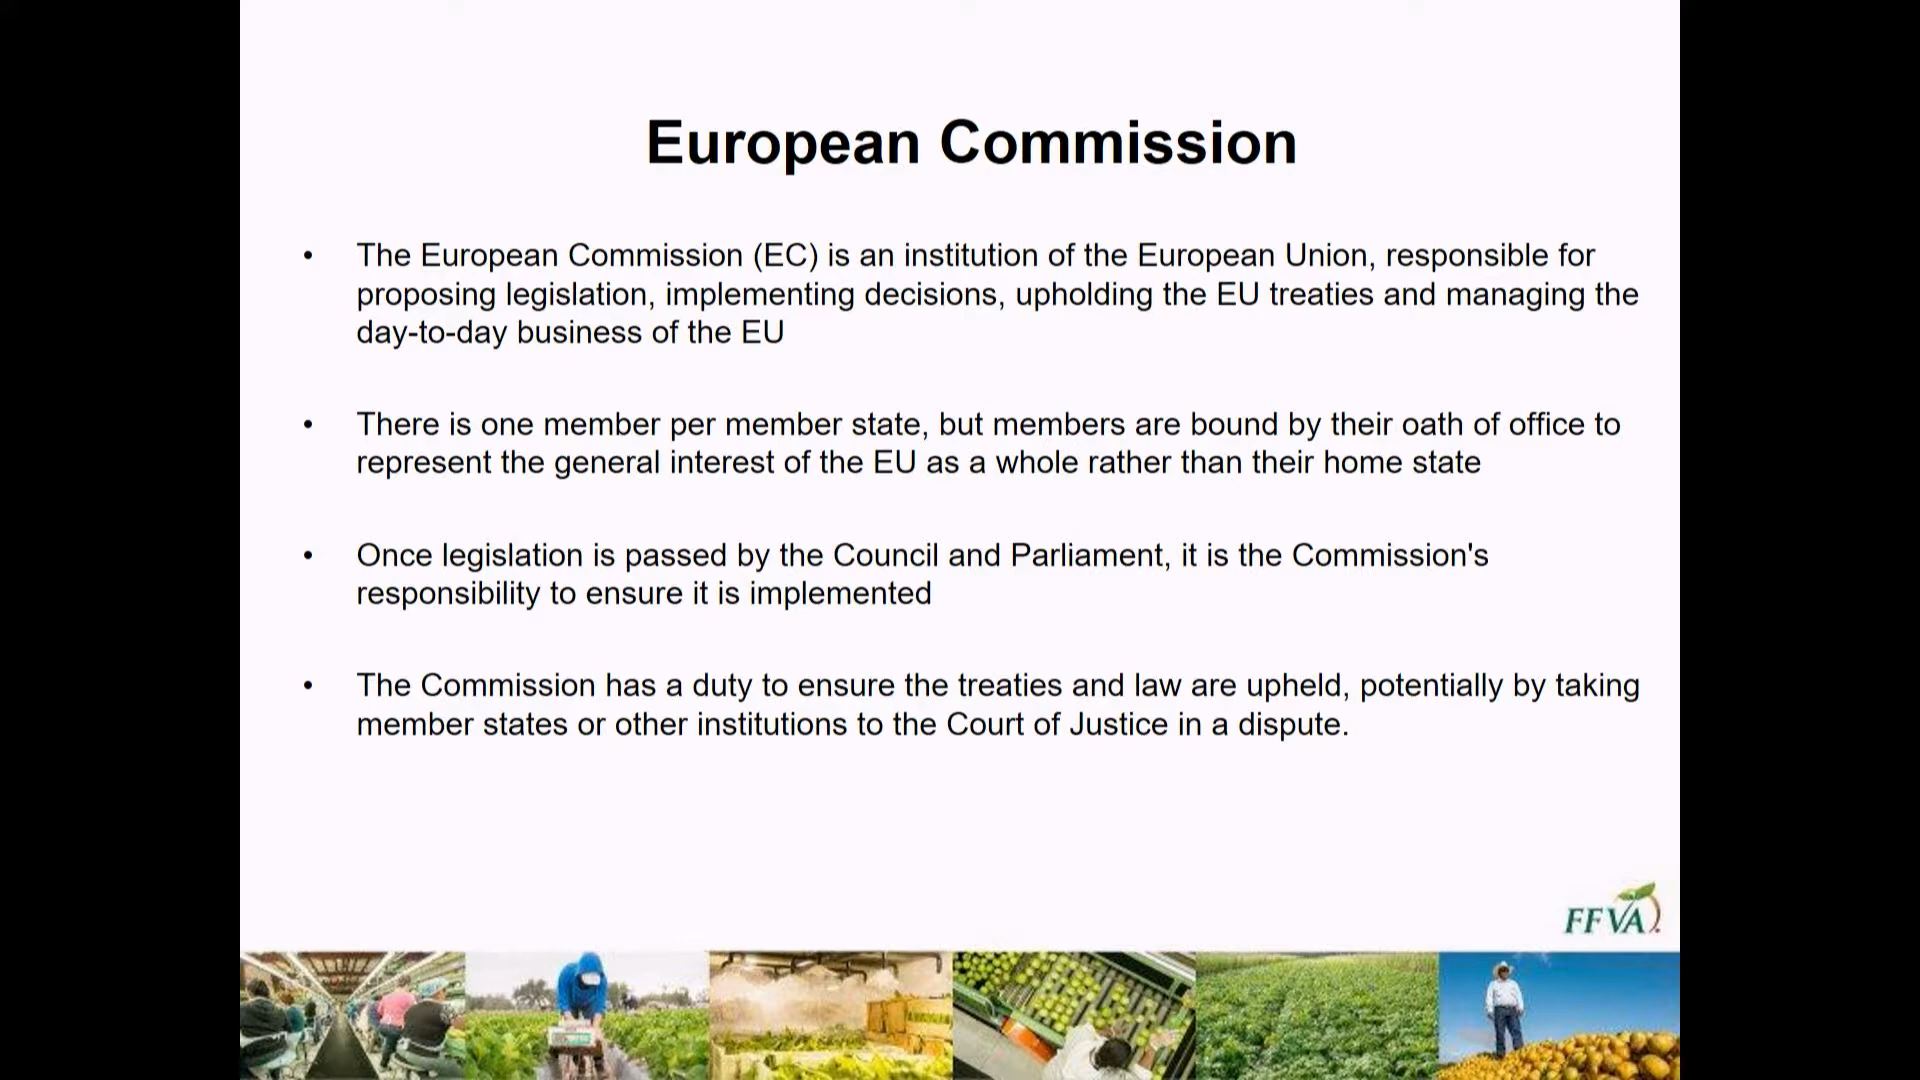 European Commission
• The European Commission (EC) is an institution of the European Union, responsible for
proposing legislation, implementing decisions, upholding the EU treaties and managing the
day-to-day business of the EU
• There is one member per member state, but members are bound by their oath of office to
represent the general interest of the EU as a whole rather than their home state
• Once legislation is passed by the Council and Parliament, it is the Commission's
responsibility to ensure it is implemented
• The Commission has a duty to ensure the treaties and law are upheld, potentially by taking
member states or other institutions to the Court of Justice in a dispute.
FFVA